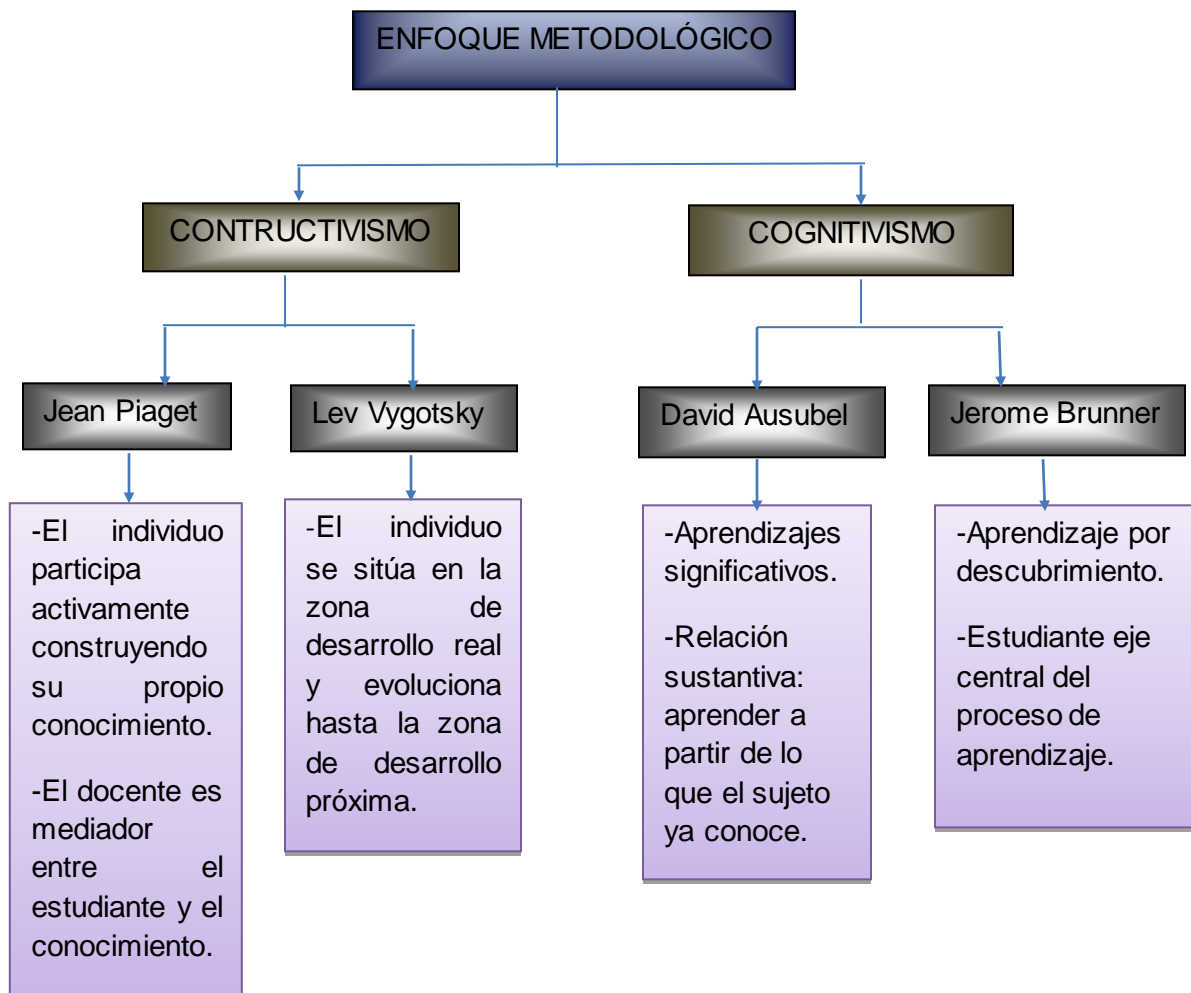 ENFOQUE METODOLÓGICO
CONTRUCTIVISMO
COGNITIVISMO
Jean Piaget
Lev Vygotsky
David Ausubel
Jerome Brunner
-El individuo
participa
activamente
construyendo
su propio
conocimiento.
-El docente es
mediador
entre el
estudiante y el
conocimiento.
-El individuo
se sitúa en la
zona de
desarrollo real
y evoluciona
hasta la zona
de desarrollo
próxima.
-Aprendizajes
significativos.
-Relación
sustantiva:
aprender a
partir de lo
que el sujeto
ya conoce.
-Aprendizaje por
descubrimiento.
-Estudiante eje
central del
proceso de
aprendizaje.